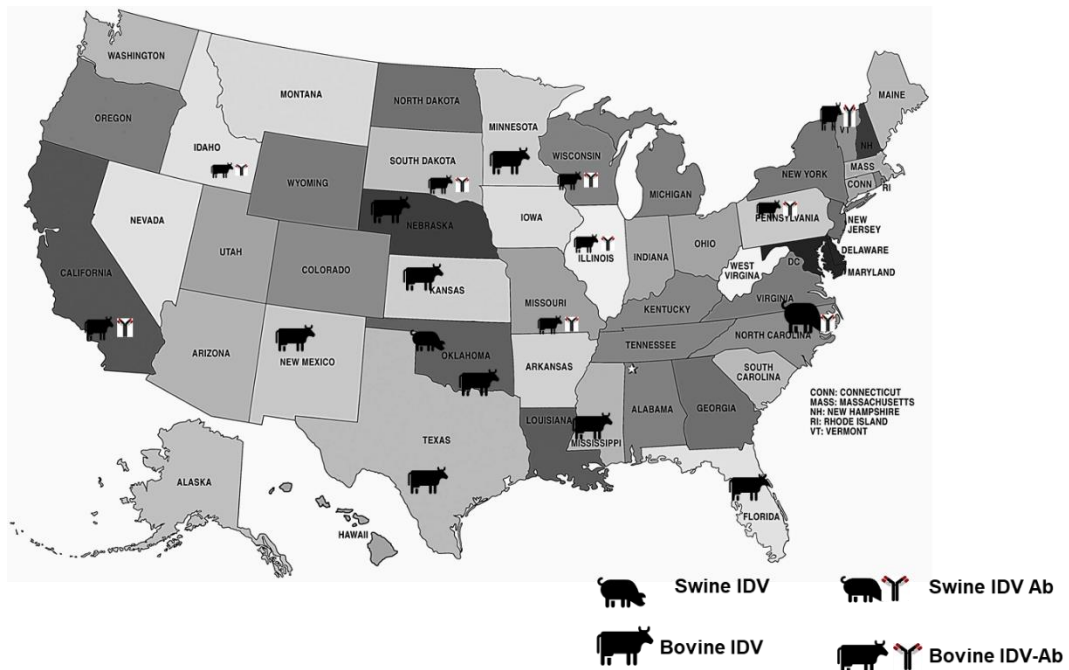 WASHINGTON
MAINE
MONTANA
NORTH DAKOTA
MINNESOTA
OREGON
VT
NH
IDAHO
SOUTH DAKOTA
WISCONSIN
NEW YORK
MASS
WYOMING
MICHIGAN
CONN
RI
NEVADA
NEBRASKA
IOWA
PENNSYLVANIA
NEW
JERSEY
UTAH
ILLINOIS
INDIANA
OHIO
DELAWARE
CALIFORNIA
COLORADO
WEST
VIRGINIA
DC
MARYLAND
KANSAS
MISSOURI
VIRGINIA
KENTUCKY
NORTH CAROLINA
TENNESSEE
ARIZONA
NEW MEXICO
OKLAHOMA
ARKANSAS
SOUTH
CAROLINA
CONN: CONNECTICUT
MASS: MASSACHUSETTS
NH: NEW HAMPSHIRE
RI: RHODE ISLAND
VT: VERMONT
ALABAMA
GEORGIA
TEXAS
LOUISIANA
MISSISSIPPI
ALASKA
FLORIDA
HAWAII
Swine IDV
Swine IDV Ab
Bovine IDV
Bovine IDV-Ab